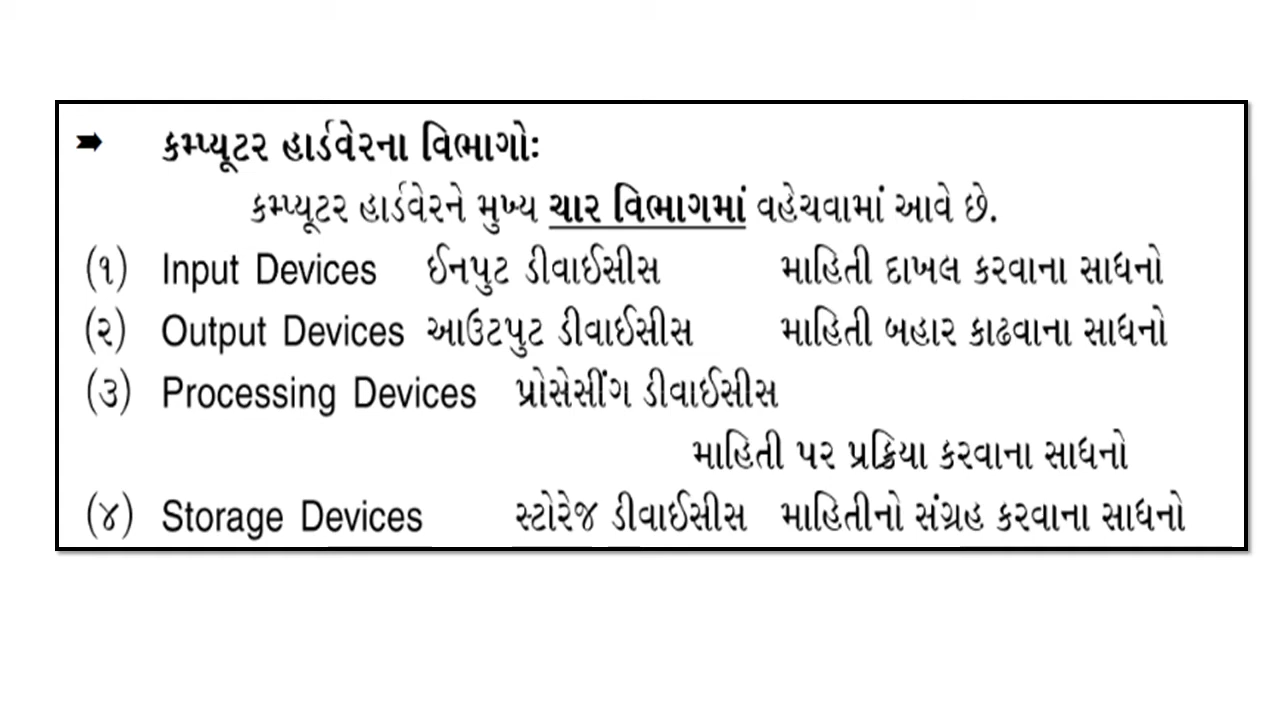 ➡ કમ્પ્યૂટર હાર્ડવેરના વિભાગોઃ
કમ્પ્યૂટર હાર્ડવેરને મુખ્ય ચાર વિભાગમાં વહેચવામાં આવે છે.
(૧) Input Devices ઈનપુટ ડીવાઈસીસ માહિતી દાખલ કરવાના સાધનો
(૨) Output Devices આઉટપુટ ડીવાઈસીસ માહિતી બહાર કાઢવાના સાધનો
(૩) Processing Devices પ્રોસેસીંગ ડીવાઈસીસ
માહિતી પર પ્રક્રિયા કરવાના સાધનો
(૪) Storage Devices સ્ટોરેજ ડીવાઈસીસ માહિતીનો સંગ્રહ કરવાના સાધનો